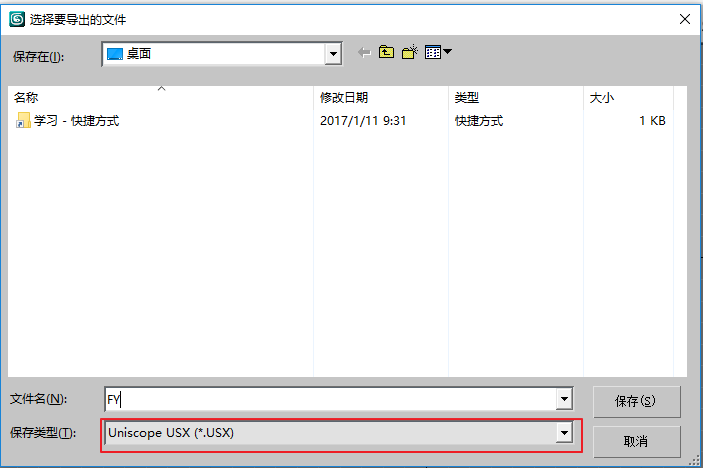 选择要导出的文件
保存在(I):
桌面
名称 修改日期 类型 大小
学习 - 快捷方式 2017/1/11 9:31 快捷方式 1 KB
文件名(N): FY 保存(S)
保存类型(T): Uniscope USX (*.USX) 取消